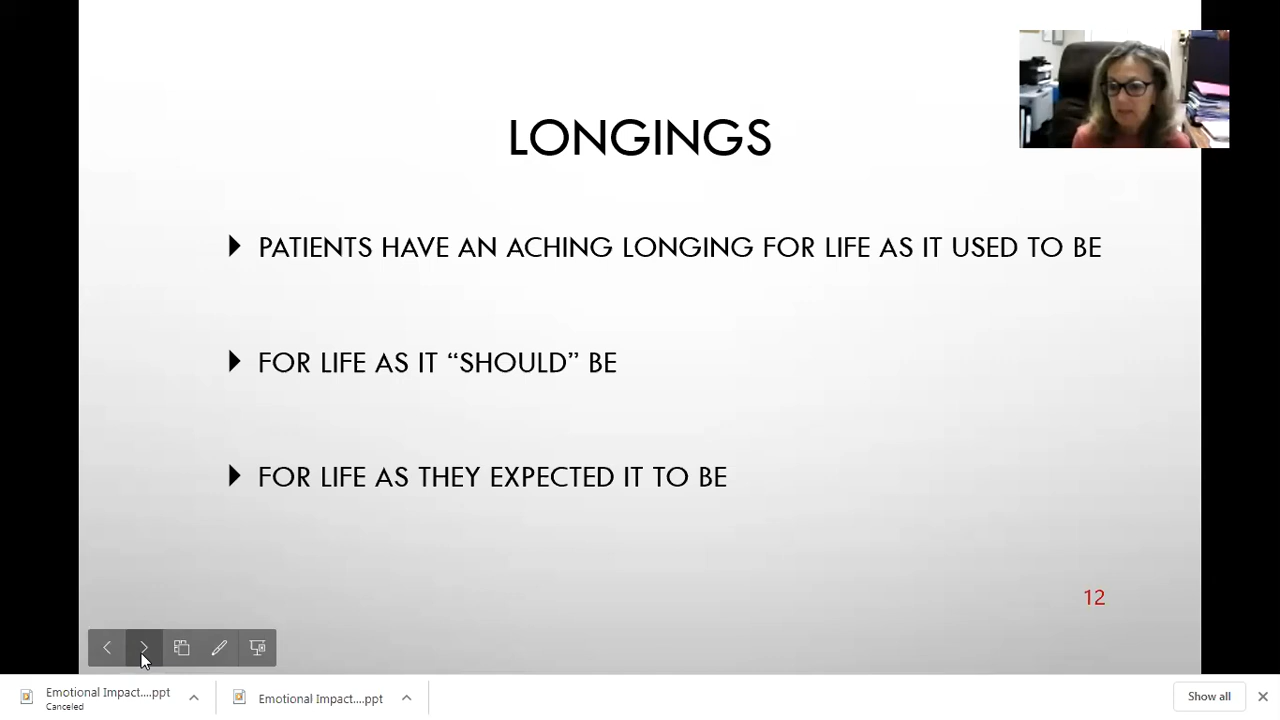 LONGINGS
PATIENTS HAVE AN ACHING LONGING FOR LIFE AS IT USED TO BE
FOR LIFE AS IT “SHOULD” BE
FOR LIFE AS THEY EXPECTED IT TO BE
12
Emotional Impact....ppt
Canceled
Emotional Impact....ppt
Show all